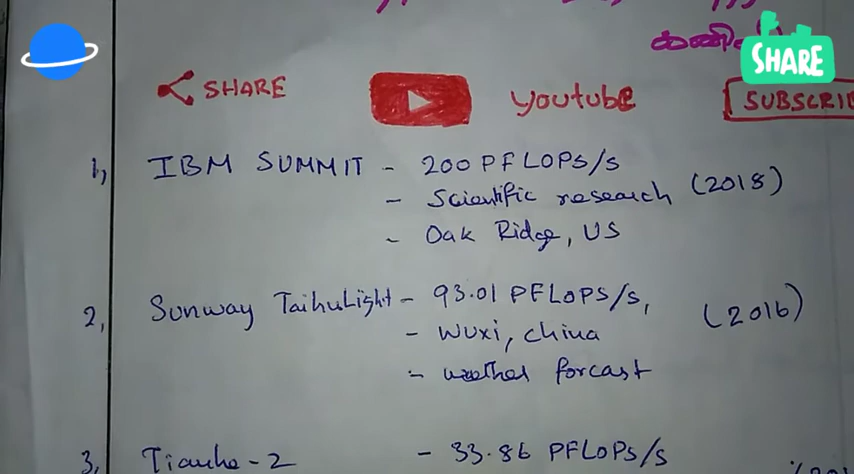 SHARE
SHARE youtube SUBSCRIB
1, IBM SUMMIT - 200 PFLOPS/s
- Scientific research (2018)
- Oak Ridge, US
2, Sunway TaihuLight - 93.01 PFLOPS/s, (2016)
- Wuxi, china
- weather forcast
3, Tianhe-2 - 33.86 PFLOPS/s